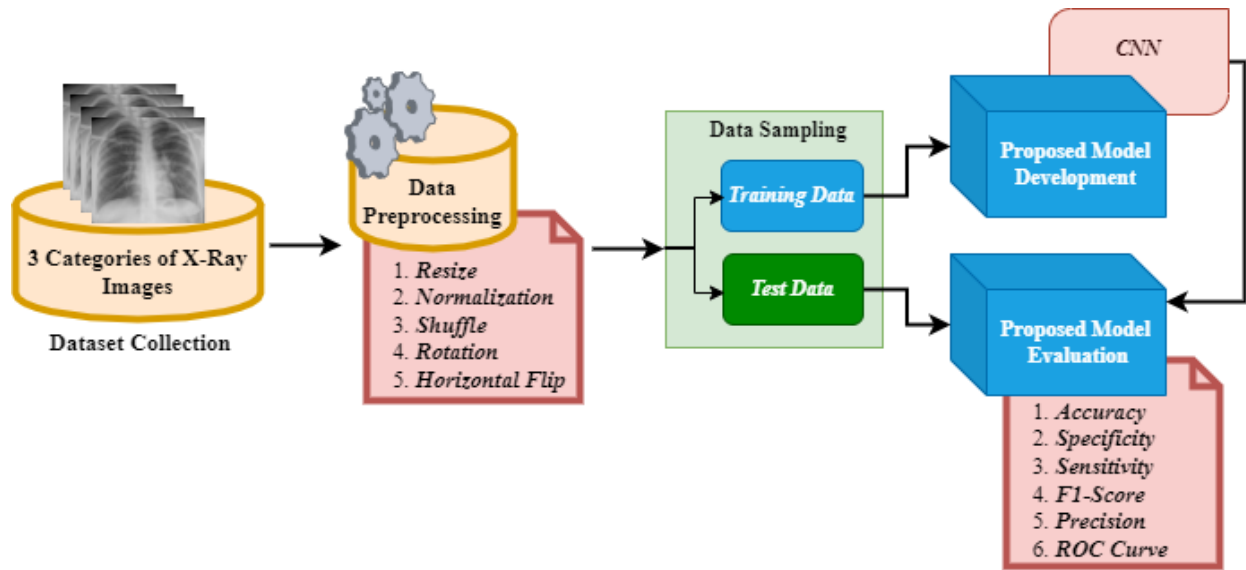 3 Categories of X-Ray
Images
Dataset Collection
Data
Preprocessing
1. Resize
2. Normalization
3. Shuffle
4. Rotation
5. Horizontal Flip
Data Sampling
Training Data
Test Data
CNN
Proposed Model
Development
Proposed Model
Evaluation
1. Accuracy
2. Specificity
3. Sensitivity
4. F1-Score
5. Precision
6. ROC Curve